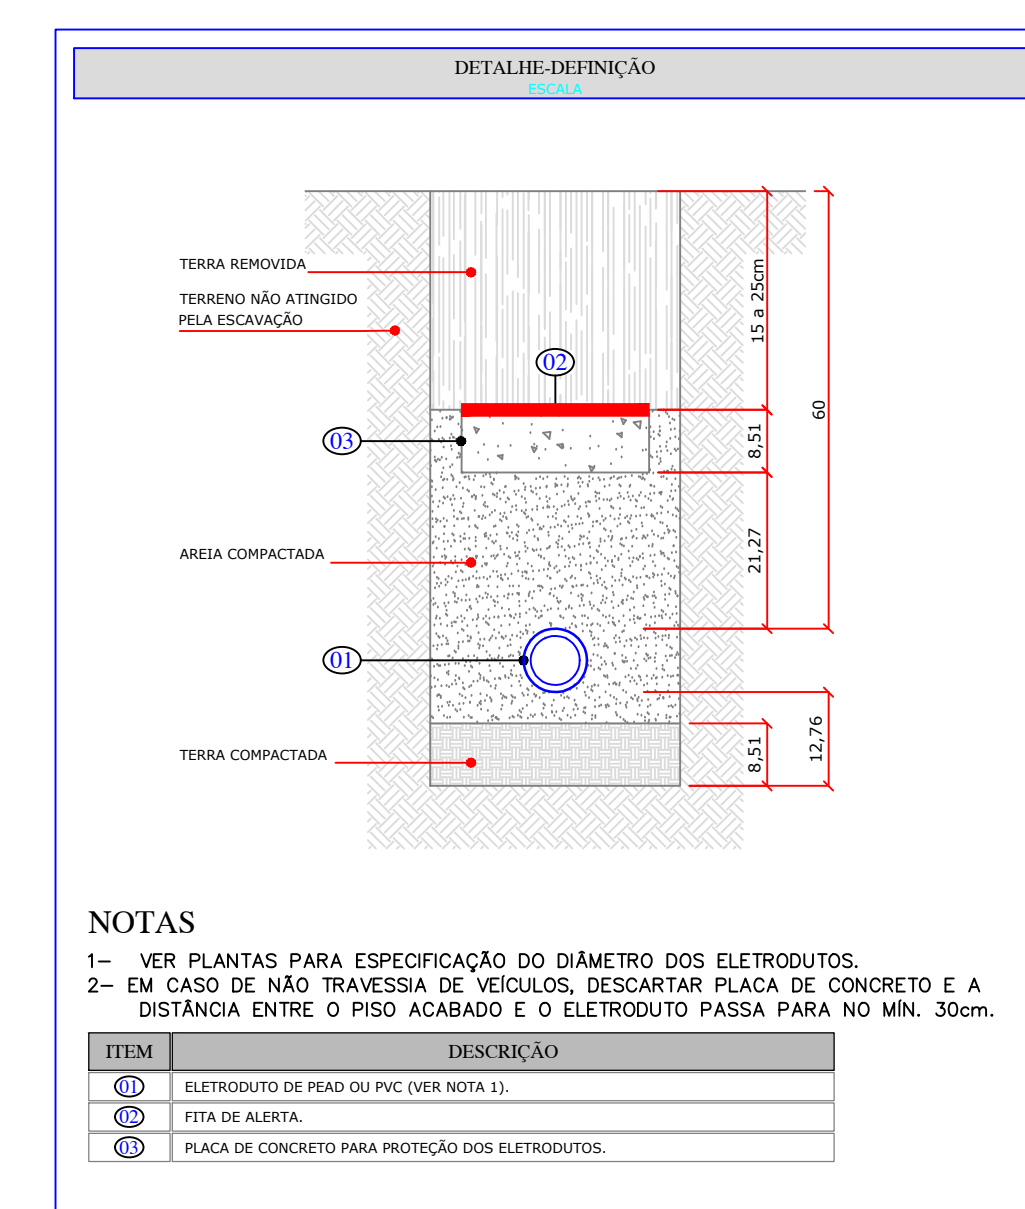 DETALHE-DEFINIÇÃO
ESCALA
TERRA REMOVIDA
TERRENO NÃO ATINGIDO
PELA ESCAVAÇÃO
15 a 25cm
02
60
03
8,51
AREIA COMPACTADA
21,27
01
TERRA COMPACTADA
8,51
12,76
NOTAS
1– VER PLANTAS PARA ESPECIFICAÇÃO DO DIÂMETRO DOS ELETRODUTOS.
2– EM CASO DE NÃO TRAVESSIA DE VEÍCULOS, DESCARTAR PLACA DE CONCRETO E A
DISTÂNCIA ENTRE O PISO ACABADO E O ELETRODUTO PASSA PARA NO MÍN. 30cm.
ITEM DESCRIÇÃO
01 ELETRODUTO DE PEAD OU PVC (VER NOTA 1).
02 FITA DE ALERTA.
03 PLACA DE CONCRETO PARA PROTEÇÃO DOS ELETRODUTOS.